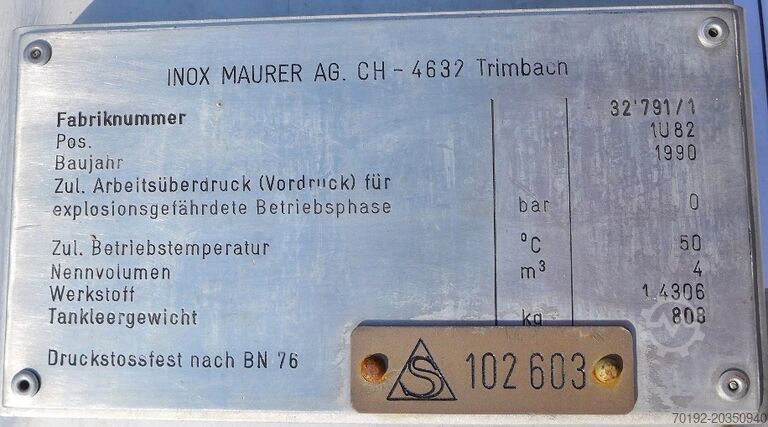 INOX MAURER AG. CH - 4632 Trimbach
Fabriknummer 32'791/1
Pos. 1U82
Baujahr 1990
Zul. Arbeitsüberdruck (Vordruck) für
explosionsgefährdete Betriebsphase bar 0
Zul. Betriebstemperatur °C 50
Nennvolumen m³ 4
Werkstoff 1.4306
Tankleergewicht kg 808
Druckstossfest nach BN 76
S 102 603
70192-20350940